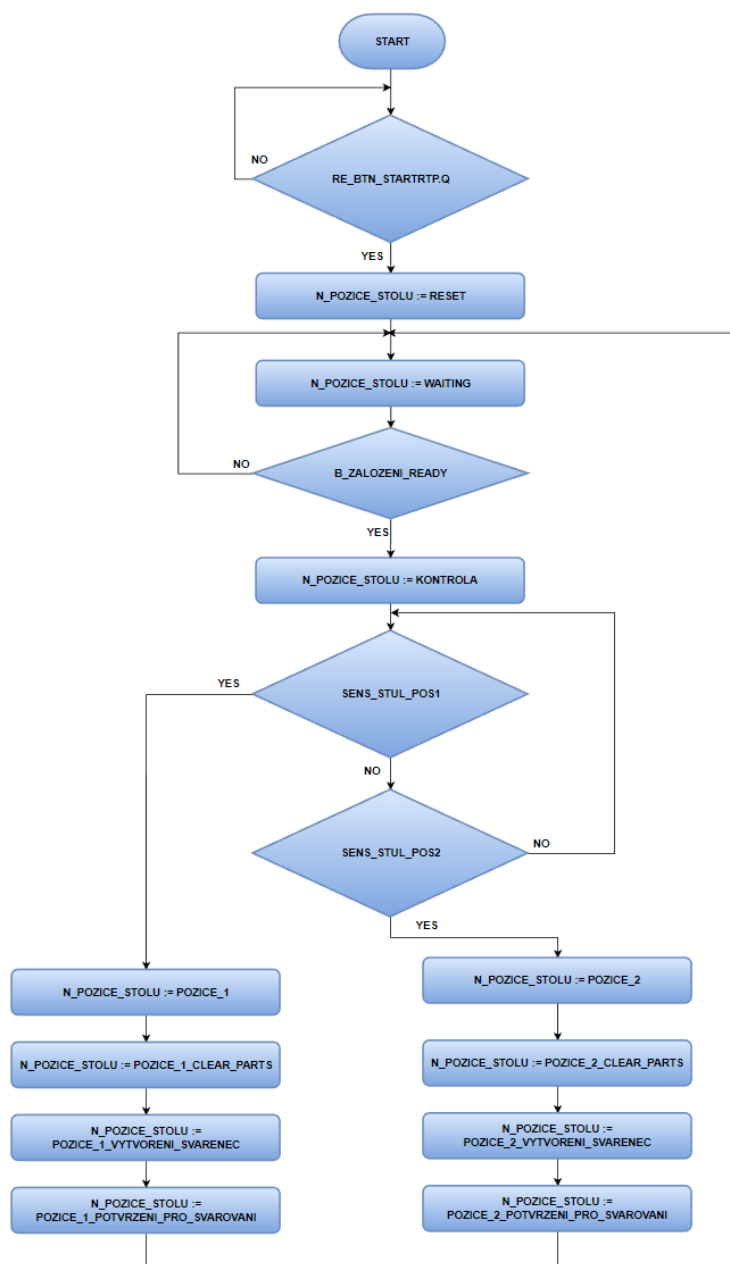 START
NO
RE_BTN_STARTRTP.Q
YES
N_POZICE_STOLU := RESET
N_POZICE_STOLU := WAITING
NO
B_ZALOZENI_READY
YES
N_POZICE_STOLU := KONTROLA
YES
SENS_STUL_POS1
NO
SENS_STUL_POS2
NO
YES
N_POZICE_STOLU := POZICE_1
N_POZICE_STOLU := POZICE_2
N_POZICE_STOLU := POZICE_1_CLEAR_PARTS
N_POZICE_STOLU := POZICE_2_CLEAR_PARTS
N_POZICE_STOLU :=
POZICE_1_VYTVORENI_SVARENEC
N_POZICE_STOLU :=
POZICE_2_VYTVORENI_SVARENEC
N_POZICE_STOLU :=
POZICE_1_POTVRZENI_PRO_SVAROVANI
N_POZICE_STOLU :=
POZICE_2_POTVRZENI_PRO_SVAROVANI